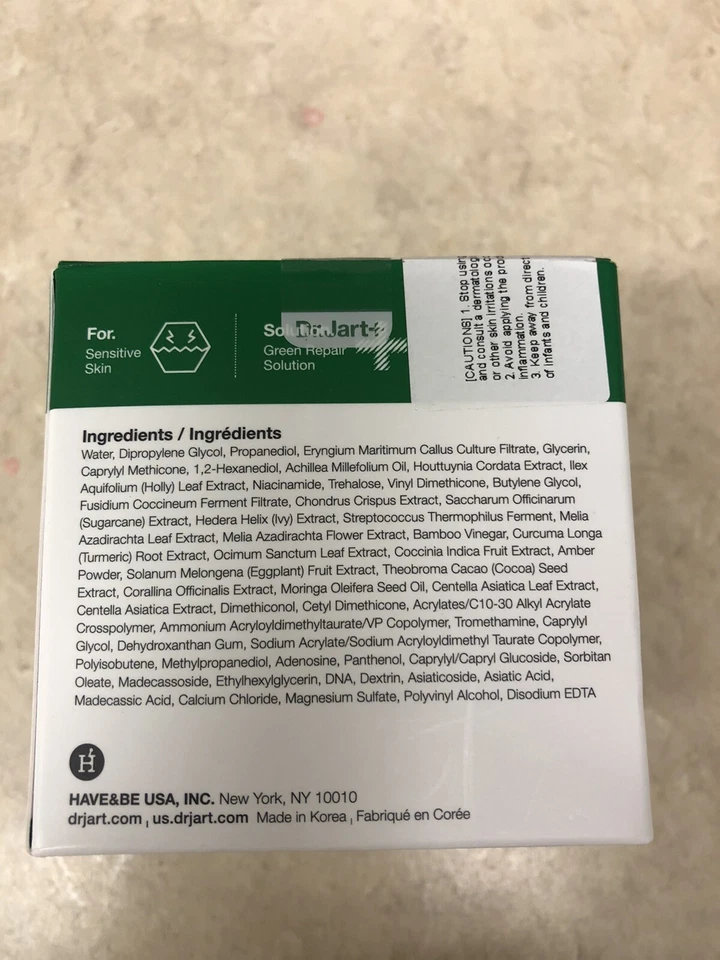 For.
Sensitive
Skin
Solution.
Green Repair
Solution
Dr.Jart+
[CAUTIONS] 1. Stop usin
and consult a dermatolog
or other skin irritations oc
2. Avoid applying the pro
inflammation.
3. Keep away from direct
of infants and children.
Ingredients / Ingrédients
Water, Dipropylene Glycol, Propanediol, Eryngium Maritimum Callus Culture Filtrate, Glycerin,
Caprylyl Methicone, 1,2-Hexanediol, Achillea Millefolium Oil, Houttuynia Cordata Extract, Ilex
Aquifolium (Holly) Leaf Extract, Niacinamide, Trehalose, Vinyl Dimethicone, Butylene Glycol,
Fusidium Coccineum Ferment Filtrate, Chondrus Crispus Extract, Saccharum Officinarum
(Sugarcane) Extract, Hedera Helix (Ivy) Extract, Streptococcus Thermophilus Ferment, Melia
Azadirachta Leaf Extract, Melia Azadirachta Flower Extract, Bamboo Vinegar, Curcuma Longa
(Turmeric) Root Extract, Ocimum Sanctum Leaf Extract, Coccinia Indica Fruit Extract, Amber
Powder, Solanum Melongena (Eggplant) Fruit Extract, Theobroma Cacao (Cocoa) Seed
Extract, Corallina Officinalis Extract, Moringa Oleifera Seed Oil, Centella Asiatica Leaf Extract,
Centella Asiatica Extract, Dimethiconol, Cetyl Dimethicone, Acrylates/C10-30 Alkyl Acrylate
Crosspolymer, Ammonium Acryloyldimethyltaurate/VP Copolymer, Tromethamine, Caprylyl
Glycol, Dehydroxanthan Gum, Sodium Acrylate/Sodium Acryloyldimethyl Taurate Copolymer,
Polyisobutene, Methylpropanediol, Adenosine, Panthenol, Caprylyl/Capryl Glucoside, Sorbitan
Oleate, Madecassoside, Ethylhexylglycerin, DNA, Dextrin, Asiaticoside, Asiatic Acid,
Madecassic Acid, Calcium Chloride, Magnesium Sulfate, Polyvinyl Alcohol, Disodium EDTA
H
HAVE&BE USA, INC. New York, NY 10010
drjart.com | us.drjart.com Made in Korea | Fabriqué en Corée